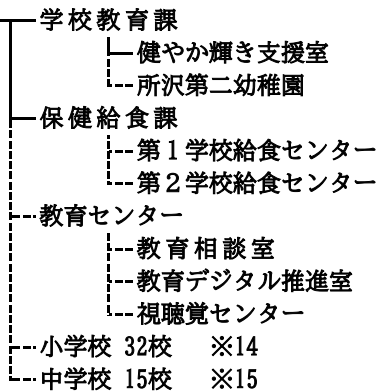 学校教育課
健やか輝き支援室
所沢第二幼稚園
保健給食課
第１学校給食センター
第２学校給食センター
教育センター
教育相談室
教育デジタル推進室
視聴覚センター
小学校 32校 ※14
中学校 15校 ※15